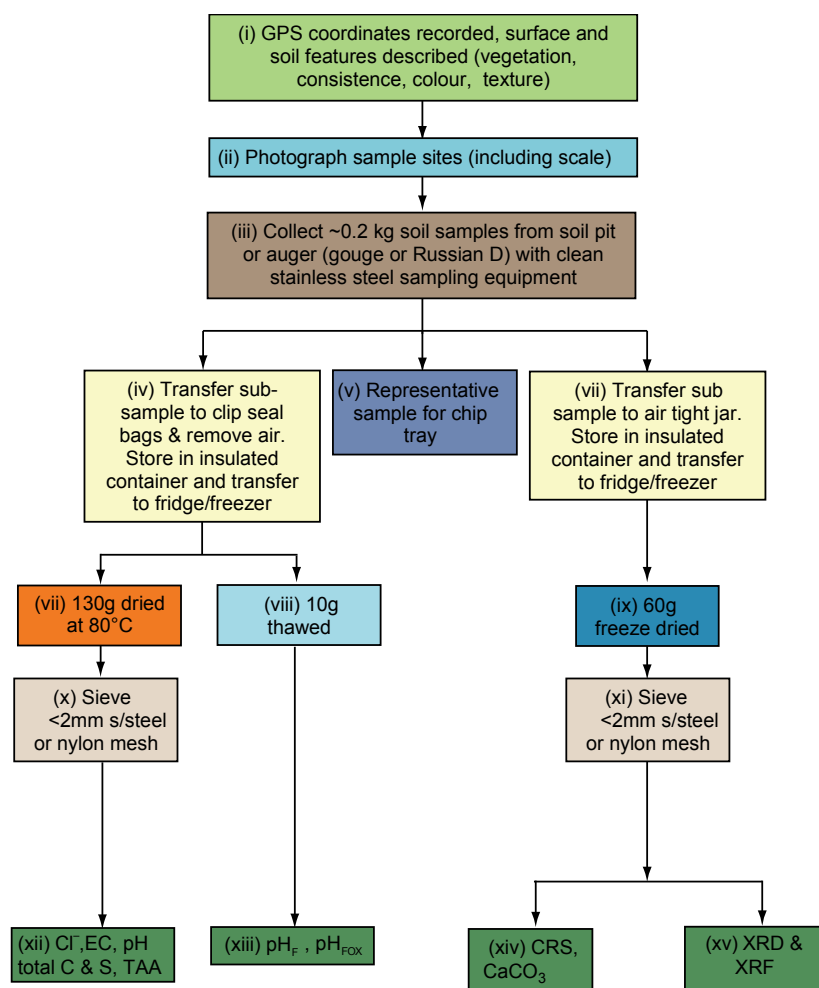 (i) GPS coordinates recorded, surface and
soil features described (vegetation,
consistence, colour, texture)
(ii) Photograph sample sites (including scale)
(iii) Collect ~0.2 kg soil samples from soil pit
or auger (gouge or Russian D) with clean
stainless steel sampling equipment
(iv) Transfer sub-
sample to clip seal
bags & remove air.
Store in insulated
container and transfer
to fridge/freezer
(v) Representative
sample for chip
tray
(vii) Transfer sub
sample to air tight jar.
Store in insulated
container and transfer
to fridge/freezer
(vii) 130g dried
at 80°C
(viii) 10g
thawed
(ix) 60g
freeze dried
(x) Sieve
<2mm s/steel
or nylon mesh
(xi) Sieve
<2mm s/steel
or nylon mesh
(xii) Cl⁻,EC, pH
total C & S, TAA
(xiii) pH_F , pH_FOX
(xiv) CRS,
CaCO₃
(xv) XRD &
XRF